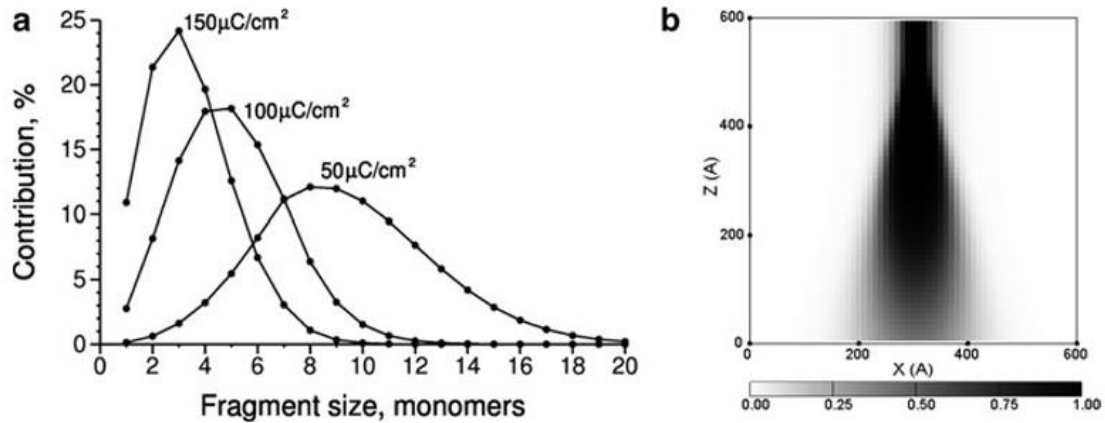 a
150μC/cm²
100μC/cm²
50μC/cm²
Contribution, %
25
20
15
10
5
0
0 2 4 6 8 10 12 14 16 18 20
Fragment size, monomers
b
600
400
200
0
Z (A)
0 200 400 600
X (A)
0.00 0.25 0.50 0.75 1.00